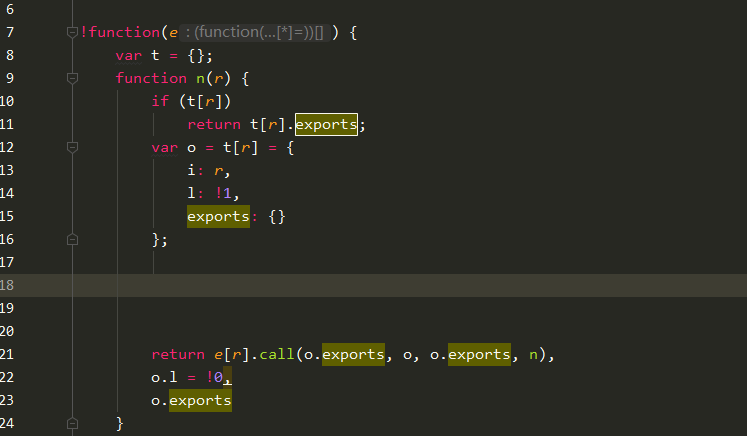 6
7 !function(e : (function(...[*]=))[] ) {
8 var t = {};
9 function n(r) {
10 if (t[r])
11 return t[r].exports;
12 var o = t[r] = {
13 i: r,
14 l: !1,
15 exports: {}
16 };
17
18
19
20
21 return e[r].call(o.exports, o, o.exports, n),
22 o.l = !0,
23 o.exports
24 }